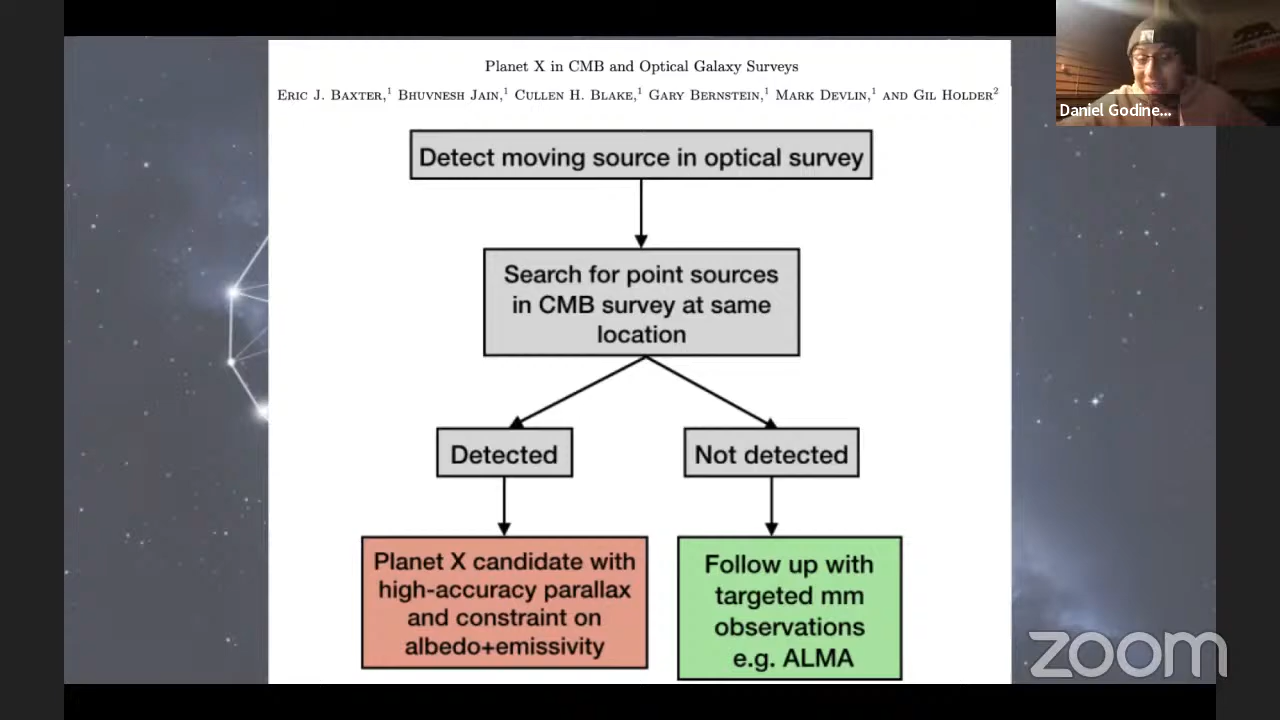 Planet X in CMB and Optical Galaxy Surveys
Eric J. Baxter,¹ Bhuvnesh Jain,¹ Cullen H. Blake,¹ Gary Bernstein,¹ Mark Devlin,¹ and Gil Holder²
Daniel Godine...
Detect moving source in optical survey
Search for point sources
in CMB survey at same
location
Detected
Not detected
Planet X candidate with
high-accuracy parallax
and constraint on
albedo+emissivity
Follow up with
targeted mm
observations
e.g. ALMA
zoom